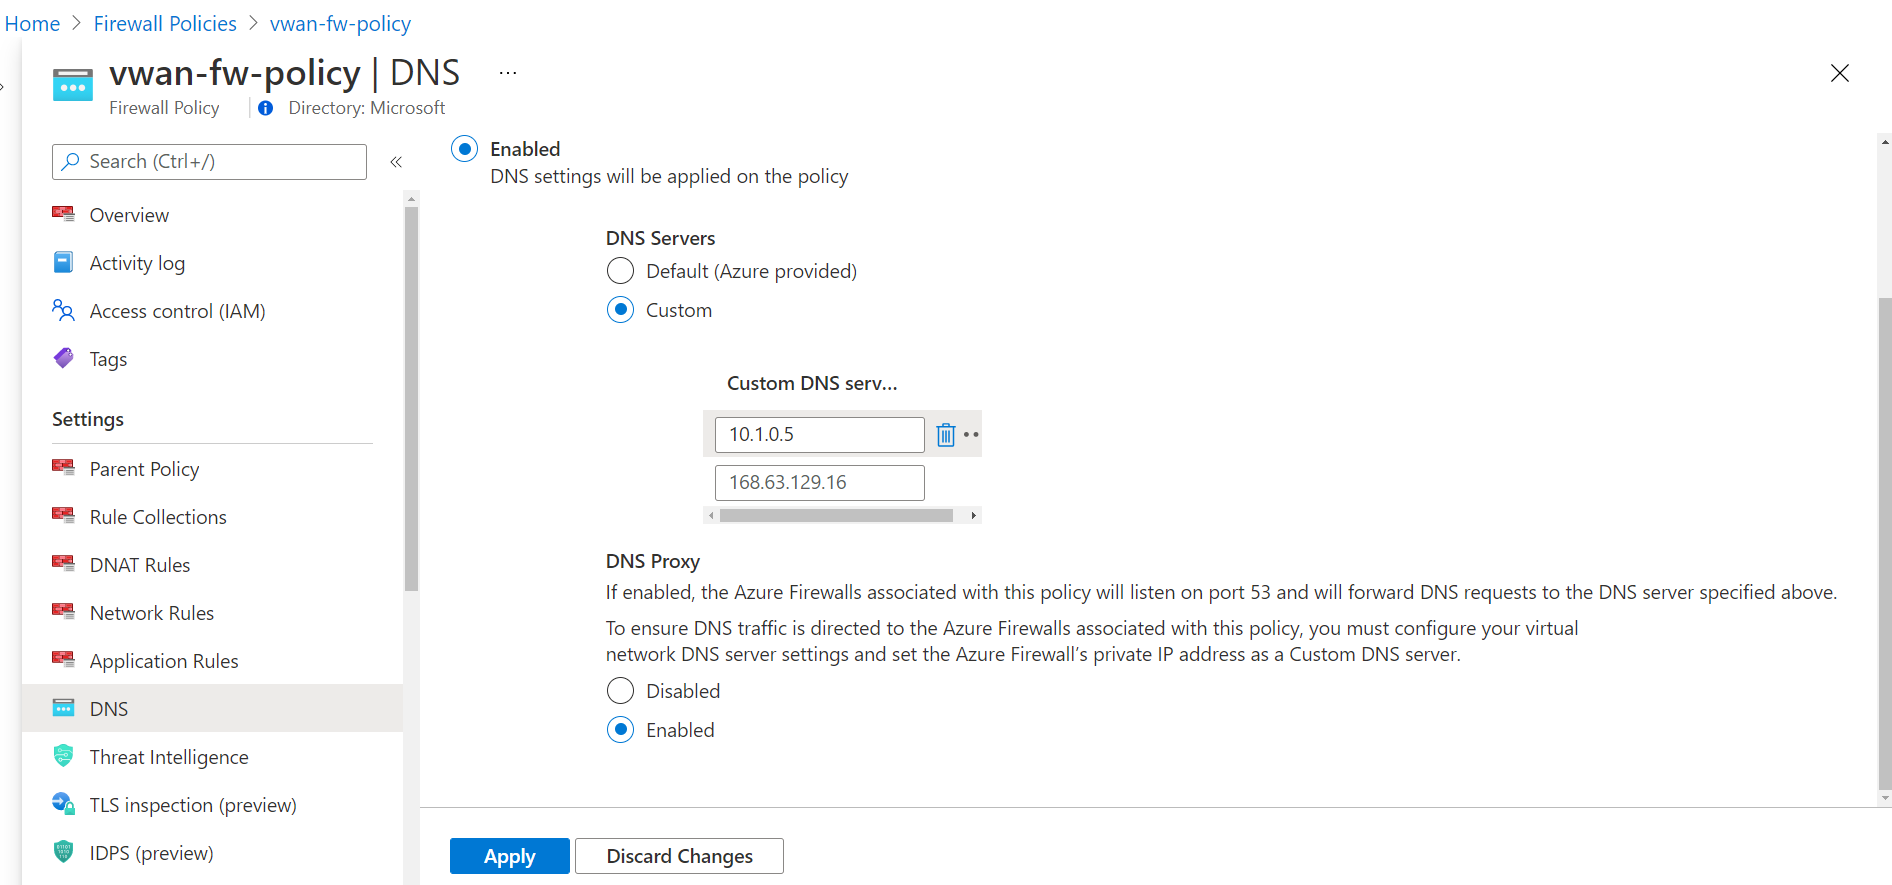 Home > Firewall Policies > vwan-fw-policy
vwan-fw-policy | DNS ...
Firewall Policy
Directory: Microsoft
Search (Ctrl+/)
«
Overview
Activity log
Access control (IAM)
Tags
Settings
Parent Policy
Rule Collections
DNAT Rules
Network Rules
Application Rules
DNS
Threat Intelligence
TLS inspection (preview)
IDPS (preview)
Enabled
DNS settings will be applied on the policy
DNS Servers
Default (Azure provided)
Custom
Custom DNS serv...
10.1.0.5
168.63.129.16
DNS Proxy
If enabled, the Azure Firewalls associated with this policy will listen on port 53 and will forward DNS requests to the DNS server specified above.
To ensure DNS traffic is directed to the Azure Firewalls associated with this policy, you must configure your virtual
network DNS server settings and set the Azure Firewall’s private IP address as a Custom DNS server.
Disabled
Enabled
Apply
Discard Changes